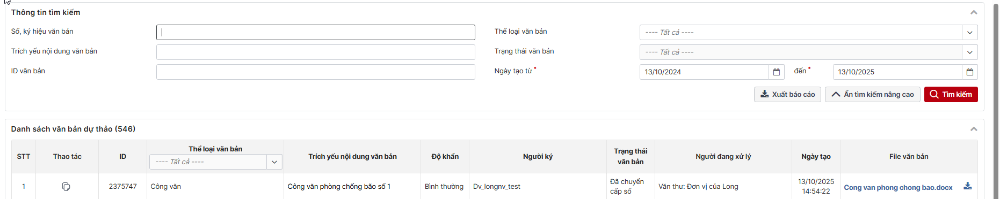 Thông tin tìm kiếm
Số, ký hiệu văn bản
Thể loại văn bản
---- Tất cả ----
Trích yếu nội dung văn bản
Trạng thái văn bản
---- Tất cả ----
ID văn bản
Ngày tạo từ *
13/10/2024
đến *
13/10/2025
Xuất báo cáo
Ẩn tìm kiếm nâng cao
Tìm kiếm
Danh sách văn bản dự thảo (546)
STT
Thao tác
ID
Thể loại văn bản
---- Tất cả ----
Trích yếu nội dung văn bản
Độ khẩn
Người ký
Trạng thái
văn bản
Người đang xử lý
Ngày tạo
File văn bản
1
2375747
Công văn
Công văn phòng chống bão số 1
Bình thường
Dv_longnv_test
Đã chuyển
cấp số
Văn thư: Đơn vị của Long
13/10/2025
14:54:22
Cong van phong chong bao.docx